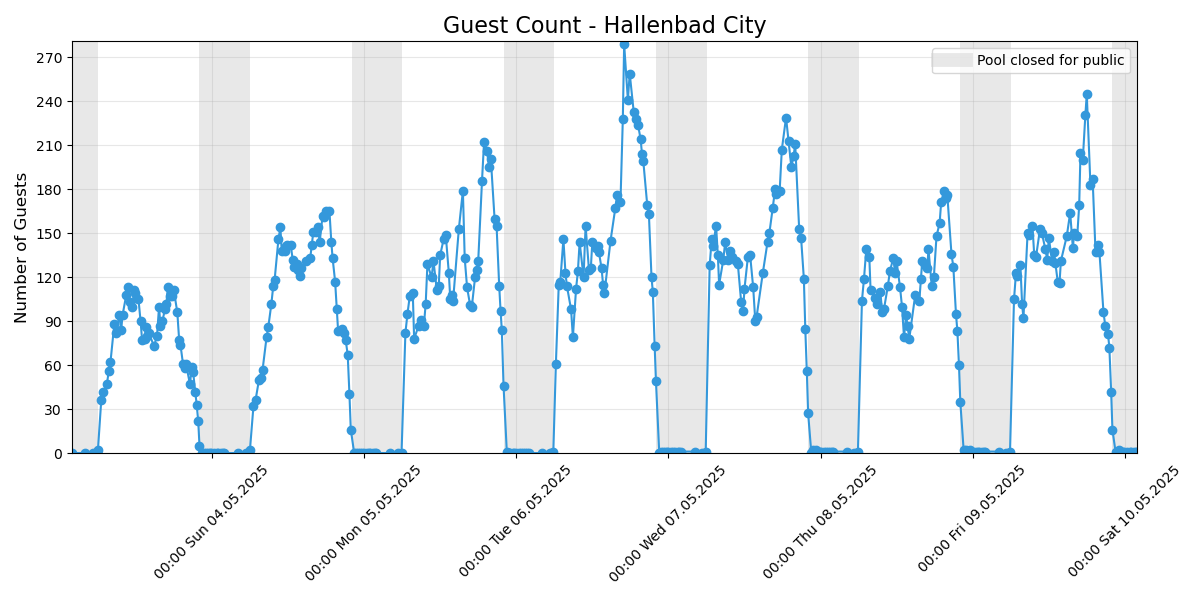 Guest Count - Hallenbad City
Pool closed for public
Number of Guests
270
240
210
180
150
120
90
60
30
0
00:00 Sun 04.05.2025
00:00 Mon 05.05.2025
00:00 Tue 06.05.2025
00:00 Wed 07.05.2025
00:00 Thu 08.05.2025
00:00 Fri 09.05.2025
00:00 Sat 10.05.2025